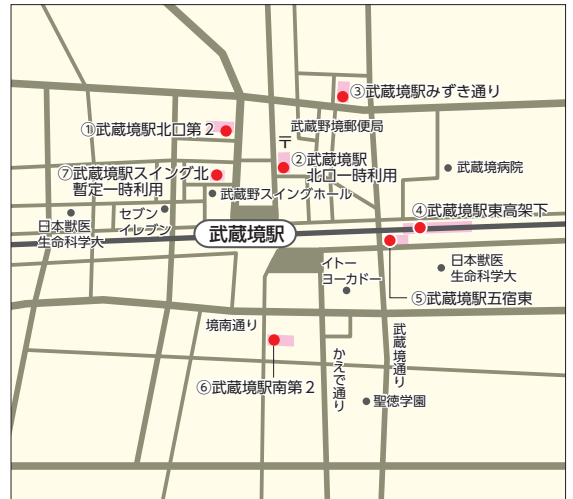 ③武蔵境駅みずき通り
①武蔵境駅北口第２
武蔵野境郵便局
〒
②武蔵境駅
北口一時利用
⑦武蔵境駅スイング北
暫定一時利用
武蔵境病院
武蔵野スイングホール
セブン
イレブン
日本獣医
生命科学大
④武蔵境駅東高架下
武蔵境駅
イトー
ヨーカドー
日本獣医
生命科学大
⑤武蔵境駅五宿東
境南通り
武蔵境通り
かえで通り
⑥武蔵境駅南第２
聖徳学園